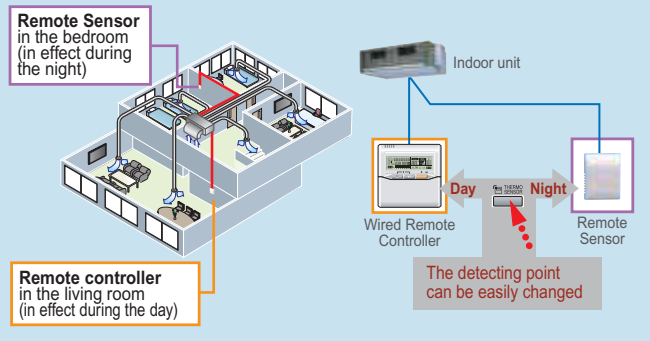 Remote Sensor
in the bedroom
(in effect during
the night)
Remote controller
in the living room
(in effect during the day)
Indoor unit
Day
THERMO
SENSOR
Night
Wired Remote
Controller
Remote
Sensor
The detecting point
can be easily changed